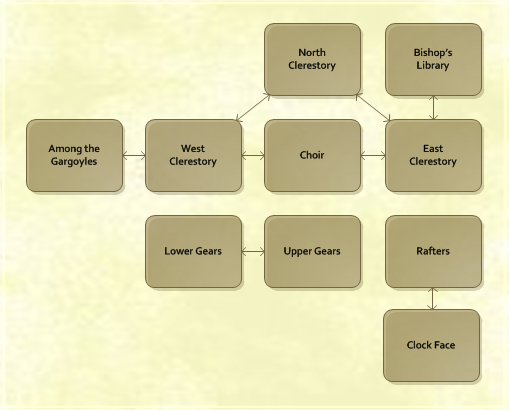 North
Clerestory
Bishop's
Library
Among the
Gargoyles
West
Clerestory
Choir
East
Clerestory
Lower Gears
Upper Gears
Rafters
Clock Face